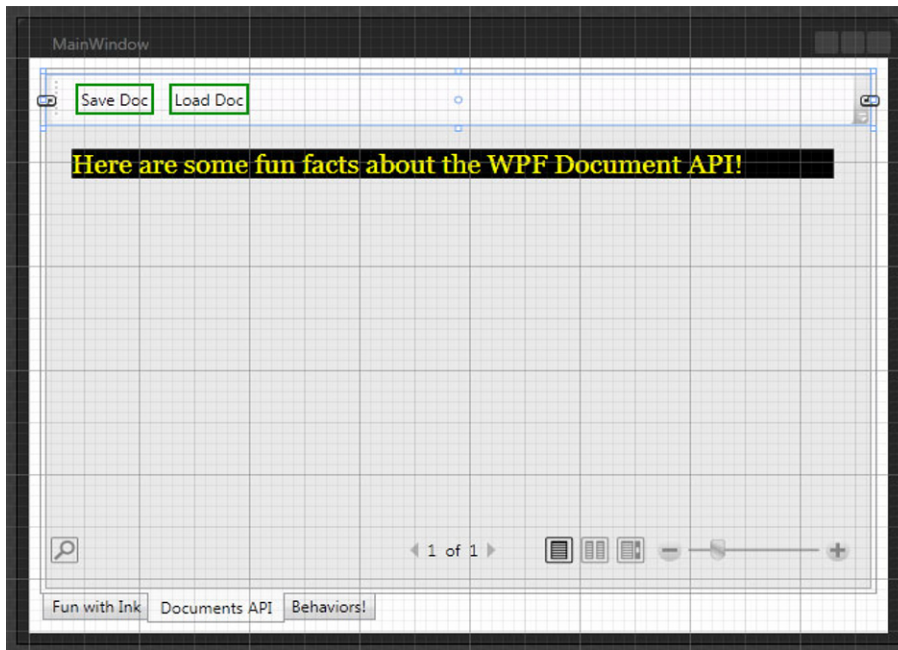 MainWindow
Save Doc Load Doc
Here are some fun facts about the WPF Document API!
1 of 1
Fun with Ink Documents API Behaviors!